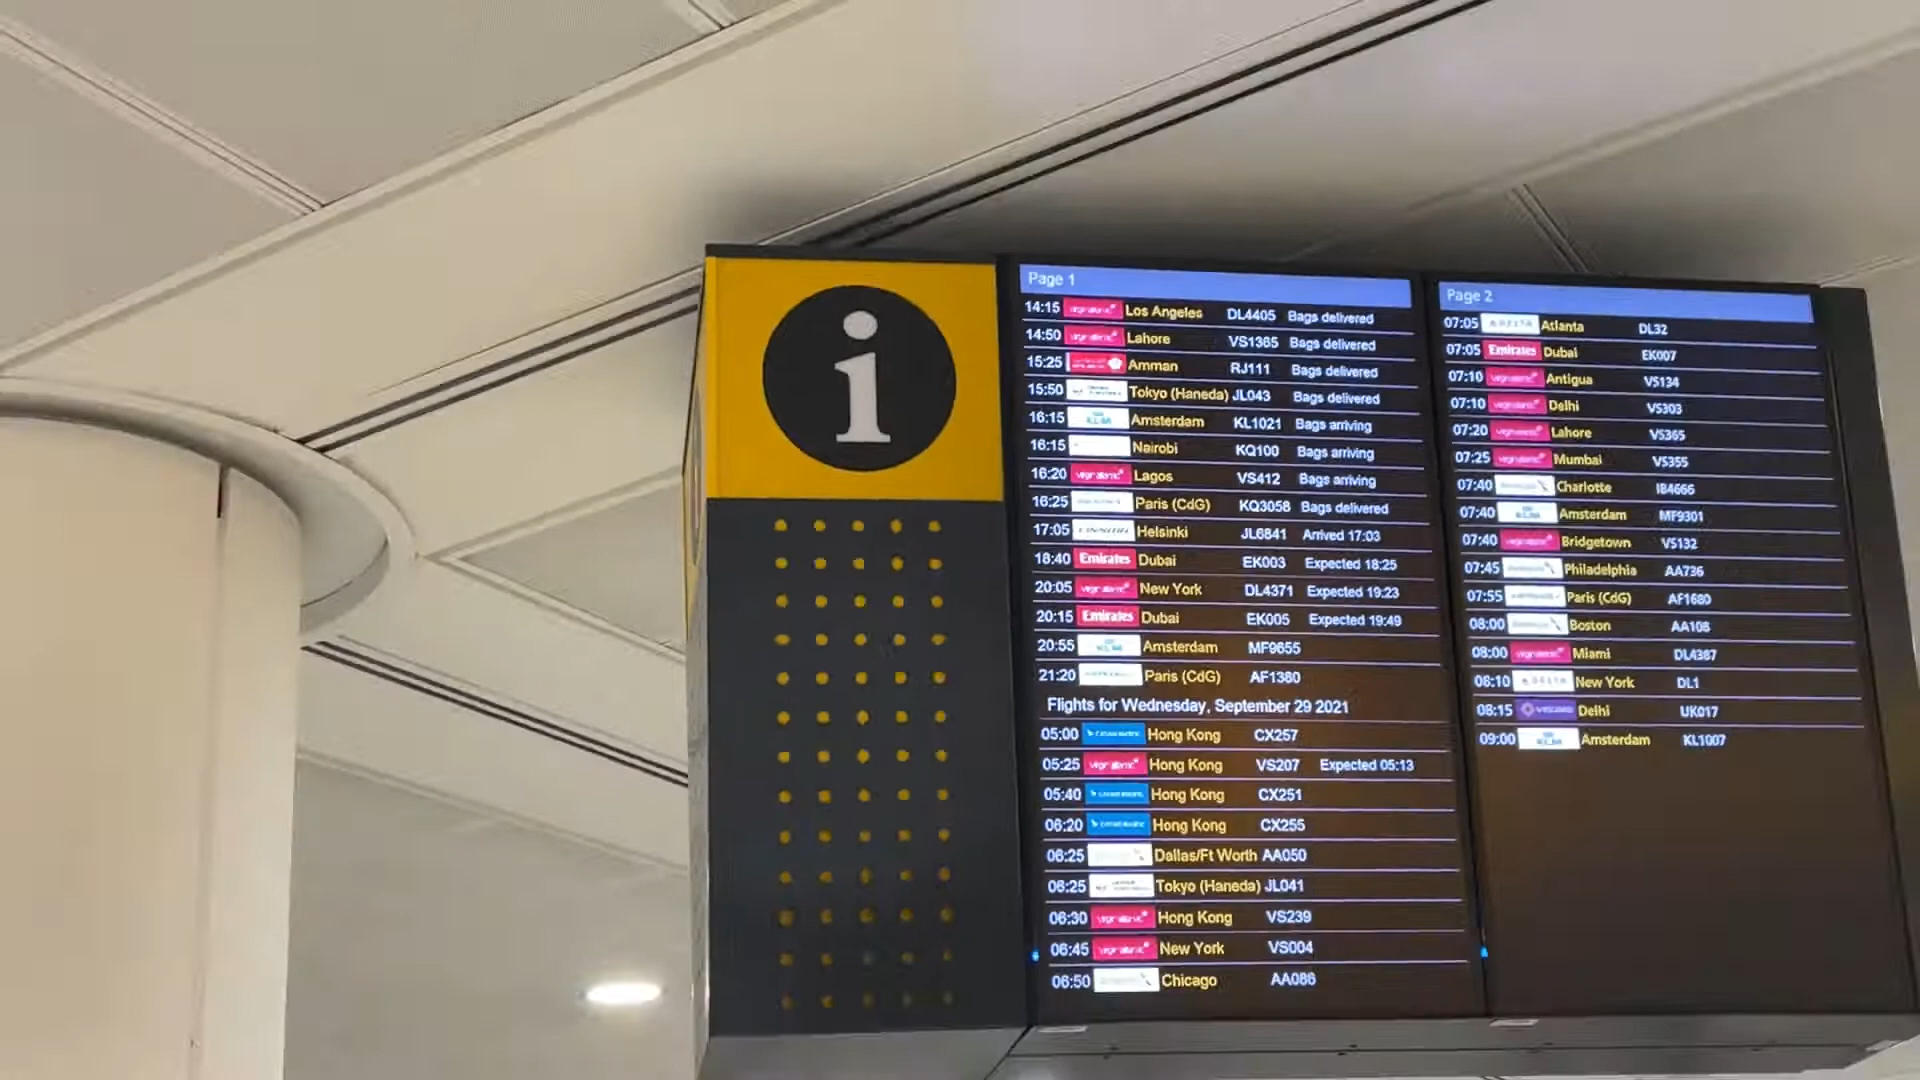 i
Page 1
14:15 Los Angeles DL4405 Bags delivered
14:50 Lahore VS1365 Bags delivered
15:25 Amman RJ111 Bags delivered
15:50 Tokyo (Haneda) JL043 Bags delivered
16:15 KLM Amsterdam KL1021 Bags arriving
16:15 Nairobi KQ100 Bags arriving
16:20 Lagos VS412 Bags arriving
16:25 Paris (CdG) KQ3058 Bags delivered
17:05 FINNAIR Helsinki JL6841 Arrived 17:03
18:40 Emirates Dubai EK003 Expected 18:25
20:05 New York DL4371 Expected 19:23
20:15 Emirates Dubai EK005 Expected 19:49
20:55 KLM Amsterdam MF9655
21:20 Paris (CdG) AF1380
Flights for Wednesday, September 29 2021
05:00 Hong Kong CX257
05:25 Hong Kong VS207 Expected 05:13
05:40 Hong Kong CX251
06:20 Hong Kong CX255
06:25 Dallas/Ft Worth AA050
06:25 Tokyo (Haneda) JL041
06:30 Hong Kong VS239
06:45 New York VS004
06:50 Chicago AA086
Page 2
07:05 DELTA Atlanta DL32
07:05 Emirates Dubai EK007
07:10 Antigua VS134
07:10 Delhi VS303
07:20 Lahore VS365
07:25 Mumbai VS355
07:40 Charlotte IB4666
07:40 KLM Amsterdam MF9301
07:40 Bridgetown VS132
07:45 Philadelphia AA736
07:55 Paris (CdG) AF1680
08:00 Boston AA108
08:00 Miami DL4387
08:10 DELTA New York DL1
08:15 Delhi UK017
09:00 KLM Amsterdam KL1007